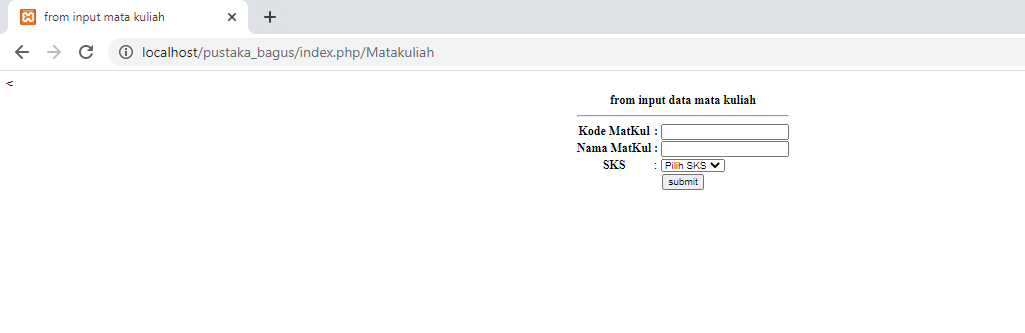 from input mata kuliah
localhost/pustaka_bagus/index.php/Matakuliah
<
from input data mata kuliah
Kode MatKul :
Nama MatKul :
SKS : Pilih SKS
submit